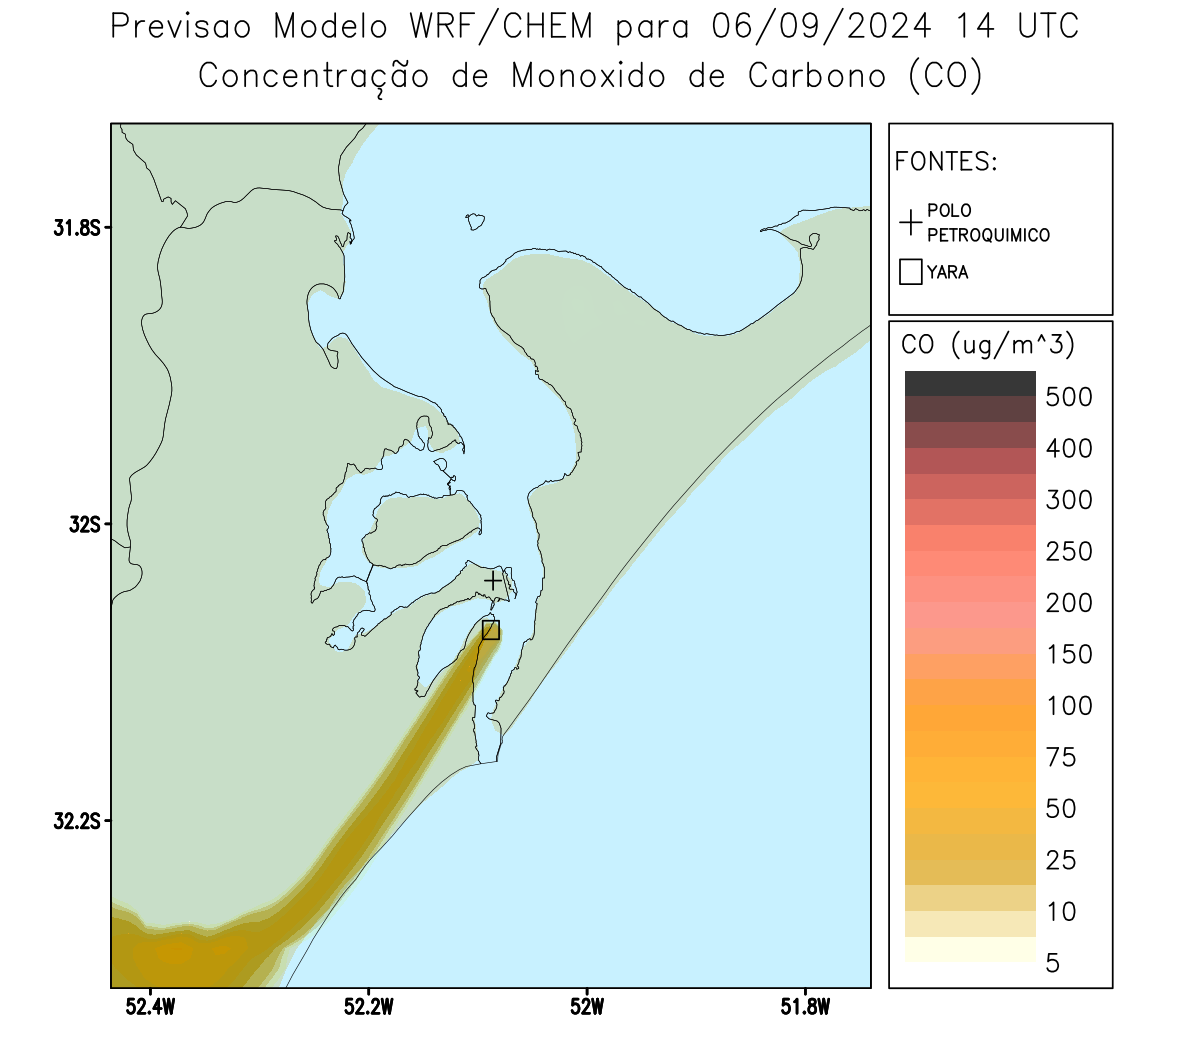 Previsao Modelo WRF/CHEM para 06/09/2024 14 UTC
Concentração de Monoxido de Carbono (CO)
FONTES:
POLO
PETROQUIMICO
YARA
CO (ug/m^3)
500
400
300
250
200
150
100
75
50
25
10
5
31.8S
32S
32.2S
52.4W
52.2W
52W
51.8W